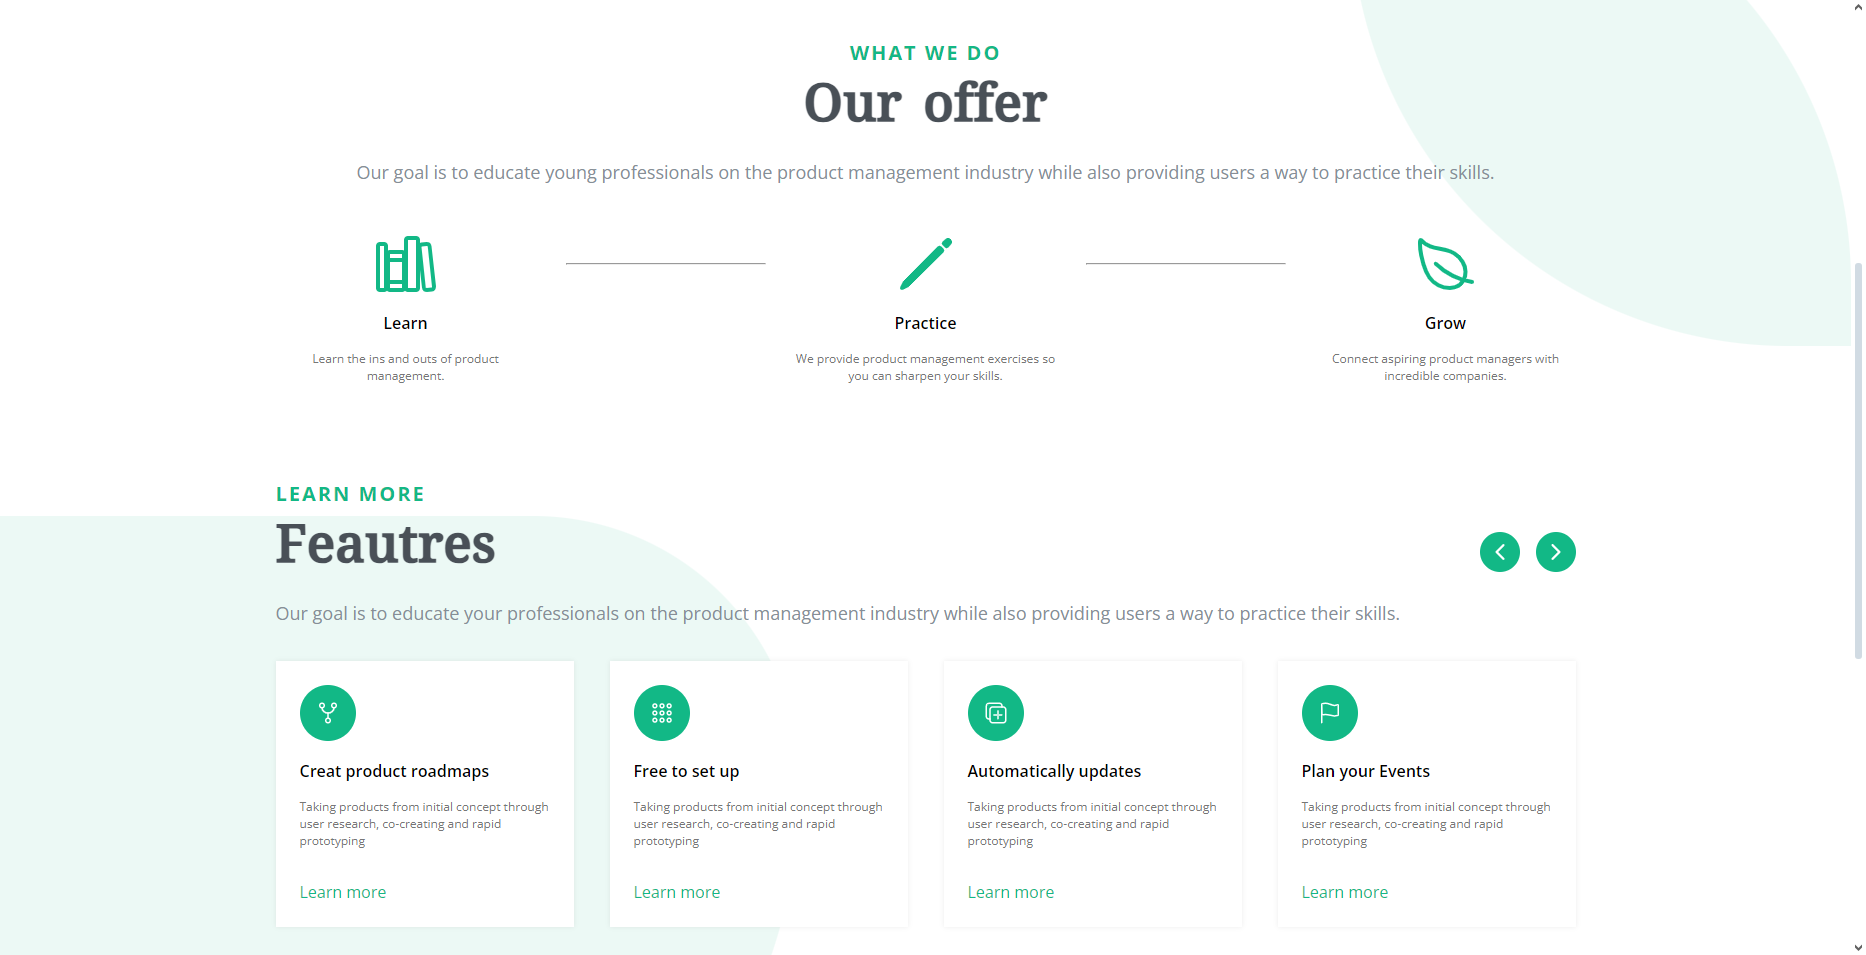 WHAT WE DO
Our offer
Our goal is to educate young professionals on the product management industry while also providing users a way to practice their skills.
Learn
Learn the ins and outs of product
management.
Practice
We provide product management exercises so
you can sharpen your skills.
Grow
Connect aspiring product managers with
incredible companies.
LEARN MORE
Feautres
Our goal is to educate your professionals on the product management industry while also providing users a way to practice their skills.
Creat product roadmaps
Taking products from initial concept through
user research, co-creating and rapid
prototyping
Learn more
Free to set up
Taking products from initial concept through
user research, co-creating and rapid
prototyping
Learn more
Automatically updates
Taking products from initial concept through
user research, co-creating and rapid
prototyping
Learn more
Plan your Events
Taking products from initial concept through
user research, co-creating and rapid
prototyping
Learn more